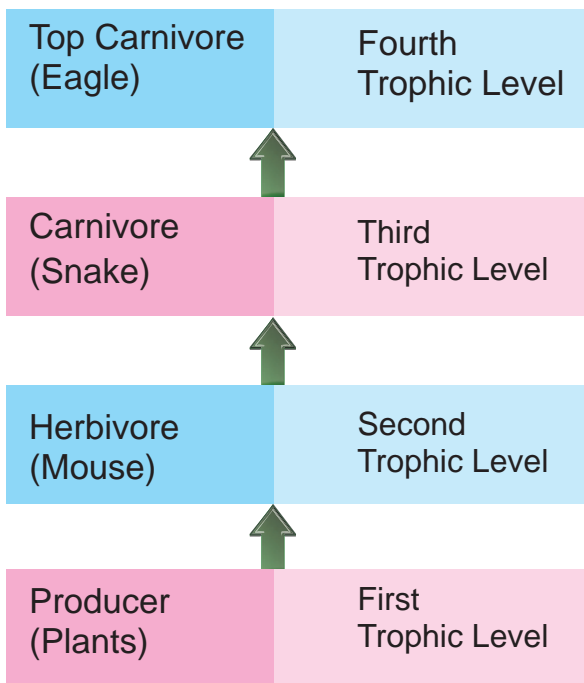 Top Carnivore
(Eagle)
Fourth
Trophic Level
Carnivore
(Snake)
Third
Trophic Level
Herbivore
(Mouse)
Second
Trophic Level
Producer
(Plants)
First
Trophic Level